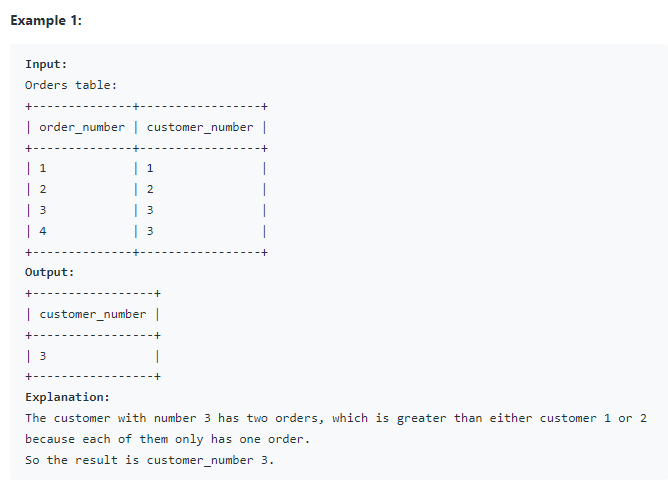 Example 1:
Input:
Orders table:
+--------------+-----------------+
| order_number | customer_number |
+--------------+-----------------+
| 1            | 1               |
| 2            | 2               |
| 3            | 3               |
| 4            | 3               |
+--------------+-----------------+
Output:
+-----------------+
| customer_number |
+-----------------+
| 3               |
+-----------------+
Explanation:
The customer with number 3 has two orders, which is greater than either customer 1 or 2
because each of them only has one order.
So the result is customer_number 3.